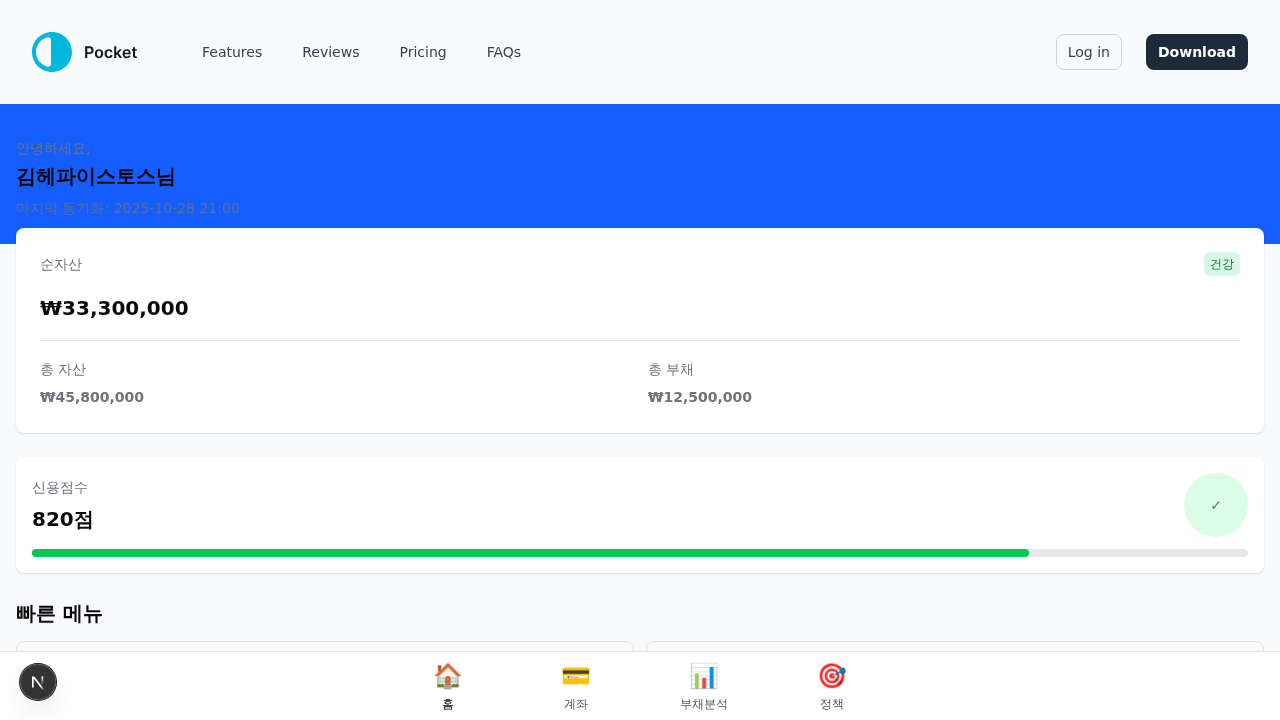 Pocket
Features
Reviews
Pricing
FAQs
Log in
Download
안녕하세요,
김헤파이스토스님
마지막 동기화: 2025-10-28 21:00
순자산
건강
₩33,300,000
총 자산
총 부채
₩45,800,000
₩12,500,000
신용점수
820점
✓
빠른 메뉴
N
홈
계좌
부채분석
정책